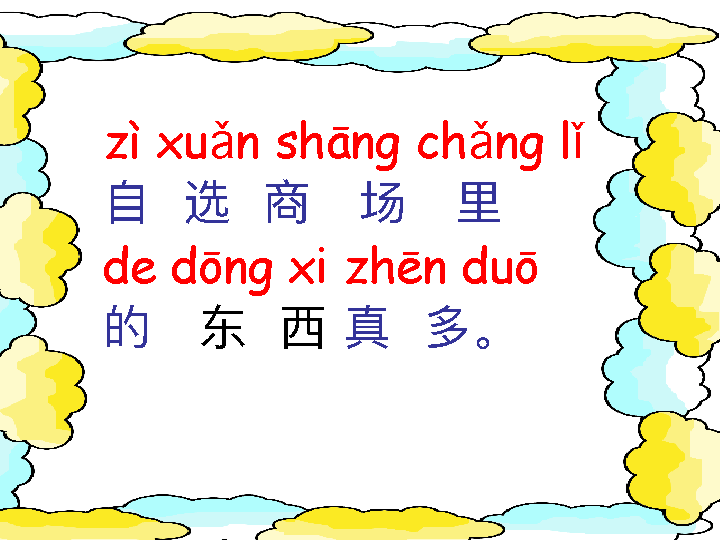 zì xuǎn shāng chǎng lǐ
自 选 商 场 里
de dōng xi zhēn duō
的 东 西 真 多。